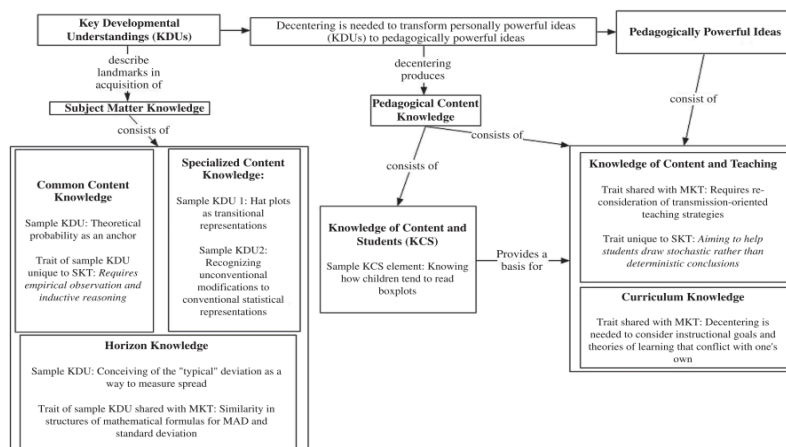 Key Developmental
Understandings (KDUs)
Decentering is needed to transform personally powerful ideas
(KDUs) to pedagogically powerful ideas
Pedagogically Powerful Ideas
describe
landmarks in
acquisition of
decentering
produces
consist of
Subject Matter Knowledge
Pedagogical Content
Knowledge
consists of
consists of
consists of
Common Content
Knowledge
Sample KDU: Theoretical
probability as an anchor
Trait of sample KDU
unique to SKT: Requires
empirical observation and
inductive reasoning
Specialized Content
Knowledge:
Sample KDU 1: Hat plots
as transitional
representations
Sample KDU2:
Recognizing
unconventional
modifications to
conventional statistical
representations
Horizon Knowledge
Sample KDU: Conceiving of the "typical" deviation as a
way to measure spread
Trait of sample KDU shared with MKT: Similarity in
structures of mathematical formulas for MAD and
standard deviation
Knowledge of Content and
Students (KCS)
Sample KCS element: Knowing
how children tend to read
boxplots
Provides a
basis for
Knowledge of Content and Teaching
Trait shared with MKT: Requires re-
consideration of transmission-oriented
teaching strategies
Trait unique to SKT: Aiming to help
students draw stochastic rather than
deterministic conclusions
Curriculum Knowledge
Trait shared with MKT: Decentering is
needed to consider instructional goals and
theories of learning that conflict with one's
own